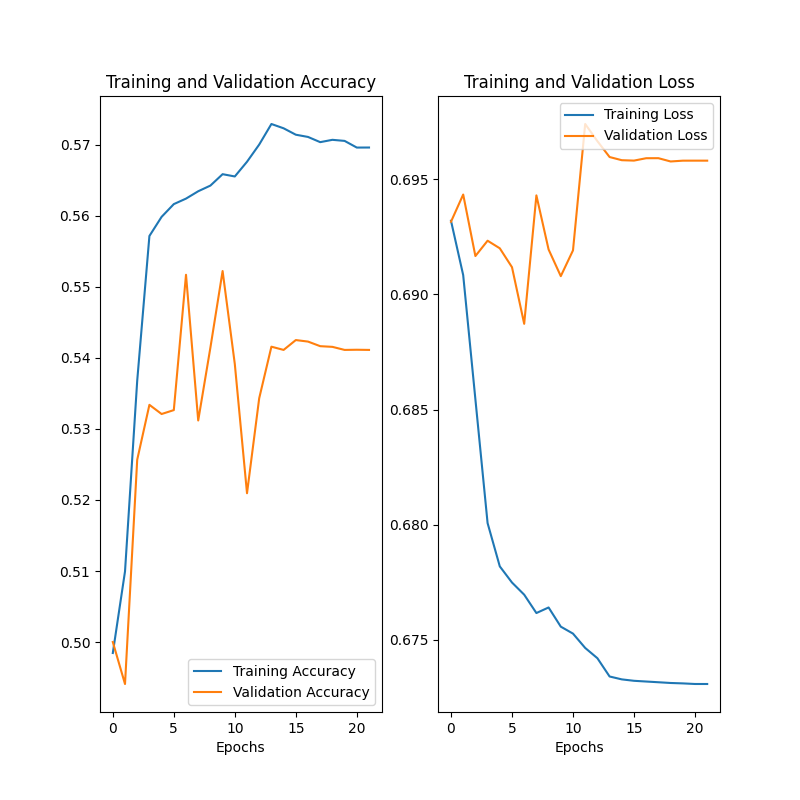 Training and Validation Accuracy
0.57
0.56
0.55
0.54
0.53
0.52
0.51
0.50
Training Accuracy
Validation Accuracy
0 5 10 15 20
Epochs
Training and Validation Loss
Training Loss
Validation Loss
0.695
0.690
0.685
0.680
0.675
0 5 10 15 20
Epochs